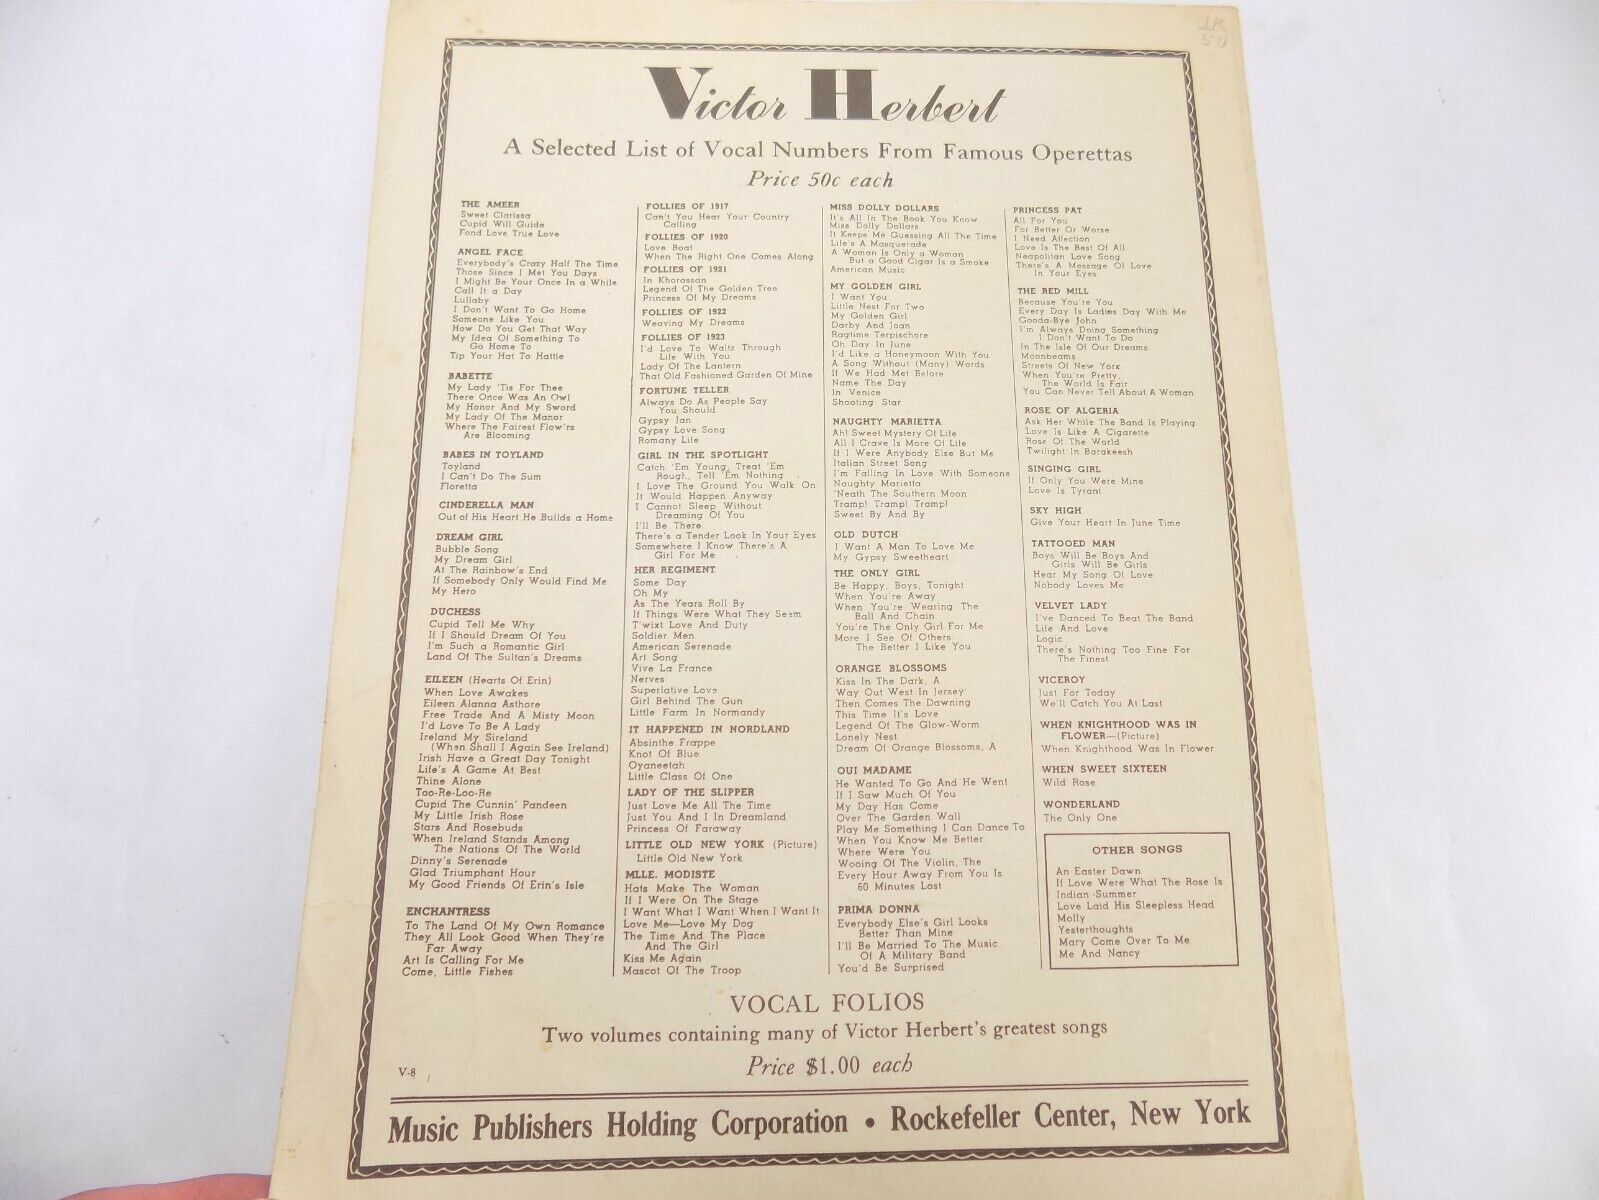 Victor Herbert
A Selected List of Vocal Numbers From Famous Operettas
Price 50c each
THE AMEER
Sweet Clarissa
Cupid Will Guide
Fond Love True Love
ANGEL FACE
Everybody's Crazy Half The Time
Those Since I Met You Days
I Might Be Your Once In a While
Call It a Day
Lullaby
I Don't Want To Go Home
Someone Like You
How Do You Get That Way
My Idea Of Something To
Go Home To
Tip Your Hat To Hattie
BABETTE
My Lady 'Tis For Thee
There Once Was An Owl
My Honor And My Sword
My Lady Of The Manor
Where The Fairest Flow'rs
Are Blooming
BABES IN TOYLAND
Toyland
I Can't Do The Sum
Floretta
CINDERELLA MAN
Out of His Heart He Builds a Home
DREAM GIRL
Bubble Song
My Dream Girl
At The Rainbow's End
If Somebody Only Would Find Me
My Hero
DUCHESS
Cupid Tell Me Why
If I Should Dream Of You
I'm Such a Romantic Girl
Land Of The Sultan's Dreams
EILEEN (Hearts Of Erin)
When Love Awakes
Eileen Alanna Asthore
Free Trade And A Misty Moon
I'd Love To Be A Lady
Ireland My Sireland
(When Shall I Again See Ireland)
Irish Have a Great Day Tonight
Life's A Game At Best
Thine Alone
Too-Re-Loo-Re
Cupid The Cunnin' Paudeen
My Little Irish Rose
Stars And Rosebuds
When Ireland Stands Among
The Nations Of The World
Dinny's Serenade
Glad Triumphant Hour
My Good Friends Of Erin's Isle
ENCHANTRESS
To The Land Of My Own Romance
They All Look Good When They're
Far Away
Art Is Calling For Me
Come, Little Fishes
FOLLIES OF 1917
Can't You Hear Your Country
Calling
FOLLIES OF 1920
Love Boat
When The Right One Comes Along
FOLLIES OF 1921
In Khorassan
Legend Of The Golden Tree
Princess Of My Dreams
FOLLIES OF 1922
Weaving My Dreams
FOLLIES OF 1923
I'd Love To Waltz Through
Life With You
Lady Of The Lantern
That Old Fashioned Garden Of Mine
FORTUNE TELLER
Always Do As People Say
You Should
Gypsy Jan
Gypsy Love Song
Romany Life
GIRL IN THE SPOTLIGHT
Catch 'Em Young, Treat 'Em
Rough, Tell 'Em Nothing
I Love The Ground You Walk On
It Would Happen Anyway
I Cannot Sleep Without
Dreaming Of You
I'll Be There
There's a Tender Look In Your Eyes
Somewhere I Know There's A
Girl For Me
HER REGIMENT
Some Day
Oh My
As The Years Roll By
If Things Were What They Seem
T'wixt Love And Duty
Soldier Men
American Serenade
Art Song
Vive La France
Nerves
Superlative Love
Girl Behind The Gun
Little Farm In Normandy
IT HAPPENED IN NORDLAND
Absinthe Frappe
Knot Of Blue
Oyaneetah
Little Class Of One
LADY OF THE SLIPPER
Just Love Me All The Time
Just You And I In Dreamland
Princess Of Faraway
LITTLE OLD NEW YORK (Picture)
Little Old New York
MLLE. MODISTE
Hats Make The Woman
If I Were On The Stage
I Want What I Want When I Want It
Love Me—Love My Dog
The Time And The Place
And The Girl
Kiss Me Again
Mascot Of The Troop
MISS DOLLY DOLLARS
It's All In The Book You Know
Miss Dolly Dollars
It Keeps Me Guessing All The Time
Life's A Masquerade
A Woman Is Only a Woman
But a Good Cigar Is a Smoke
American Music
MY GOLDEN GIRL
I Want You
Little Nest For Two
My Golden Girl
Darby And Joan
Ragtime Terpischore
Oh Day In June
I'd Like a Honeymoon With You
A Song Without (Many) Words
If We Had Met Before
Name The Day
In Venice
Shooting Star
NAUGHTY MARIETTA
Ah! Sweet Mystery Of Life
All I Crave Is More Of Life
If I Were Anybody Else But Me
Italian Street Song
I'm Falling In Love With Someone
Naughty Marietta
'Neath The Southern Moon
Tramp! Tramp! Tramp!
Sweet By And By
OLD DUTCH
I Want A Man To Love Me
My Gypsy Sweetheart
THE ONLY GIRL
Be Happy, Boys, Tonight
When You're Away
When You're Wearing The
Ball And Chain
You're The Only Girl For Me
More I See Of Others
The Better I Like You
ORANGE BLOSSOMS
Kiss In The Dark, A
Way Out West In Jersey
Then Comes The Dawning
This Time It's Love
Legend Of The Glow-Worm
Lonely Nest
Dream Of Orange Blossoms, A
OUI MADAME
He Wanted To Go And He Went
If I Saw Much Of You
My Day Has Come
Over The Garden Wall
Play Me Something I Can Dance To
When You Know Me Better
Where Were You
Wooing Of The Violin, The
Every Hour Away From You Is
60 Minutes Lost
PRIMA DONNA
Everybody Else's Girl Looks
Better Than Mine
I'll Be Married To The Music
Of A Military Band
You'd Be Surprised
PRINCESS PAT
All For You
For Better Or Worse
I Need Affection
Love Is The Best Of All
Neapolitan Love Song
There's A Message Of Love
In Your Eyes
THE RED MILL
Because You're You
Every Day Is Ladies Day With Me
Gooda-Bye John
I'm Always Doing Something
I Don't Want To Do
In The Isle Of Our Dreams
Moonbeams
Streets Of New York
When You're Pretty
The World Is Fair
You Can Never Tell About A Woman
ROSE OF ALGERIA
Ask Her While The Band Is Playing
Love Is Like A Cigarette
Rose Of The World
Twilight In Barakeesh
SINGING GIRL
If Only You Were Mine
Love Is Tyrant
SKY HIGH
Give Your Heart In June Time
TATTOOED MAN
Boys Will Be Boys And
Girls Will Be Girls
Hear My Song Of Love
Nobody Loves Me
VELVET LADY
I've Danced To Beat The Band
Life And Love
Logic
There's Nothing Too Fine For
The Finest
VICEROY
Just For Today
We'll Catch You At Last
WHEN KNIGHTHOOD WAS IN
FLOWER—(Picture)
When Knighthood Was In Flower
WHEN SWEET SIXTEEN
Wild Rose
WONDERLAND
The Only One
OTHER SONGS
An Easter Dawn
If Love Were What The Rose Is
Indian Summer
Love Laid His Sleepless Head
Molly
Yesterthoughts
Mary Come Over To Me
Me And Nancy
VOCAL FOLIOS
Two volumes containing many of Victor Herbert's greatest songs
Price $1.00 each
V-8
Music Publishers Holding Corporation • Rockefeller Center, New York